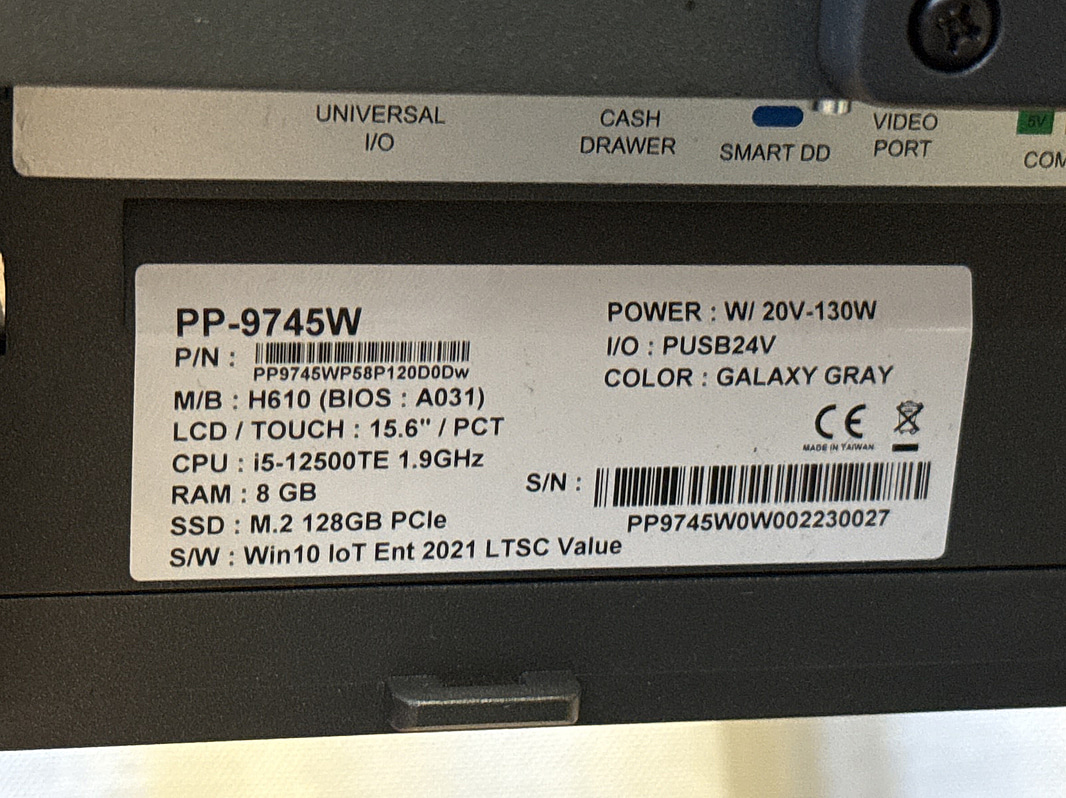 UNIVERSAL
I/O
CASH
DRAWER
SMART DD
VIDEO
PORT
5V
COM
PP-9745W
P/N :
PP9745WP58P120D0Dw
M/B : H610 (BIOS : A031)
LCD / TOUCH : 15.6" / PCT
CPU : i5-12500TE 1.9GHz
RAM : 8 GB
SSD : M.2 128GB PCIe
S/W : Win10 IoT Ent 2021 LTSC Value
POWER : W/ 20V-130W
I/O : PUSB24V
COLOR : GALAXY GRAY
CE
MADE IN TAIWAN
S/N :
PP9745W0W002230027